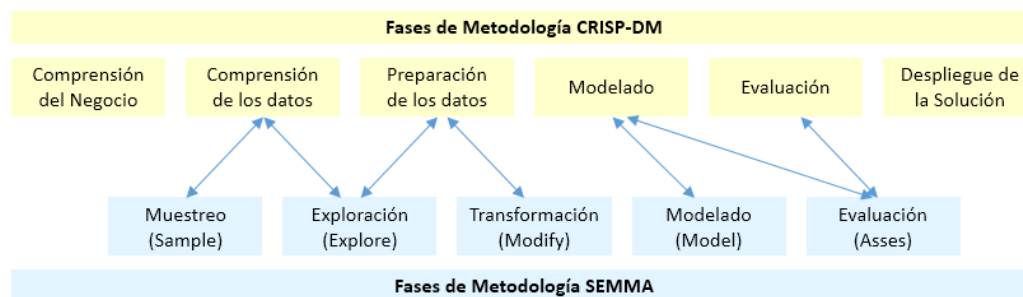 Fases de Metodología CRISP-DM
Comprensión
del Negocio
Comprensión
de los datos
Preparación
de los datos
Modelado
Evaluación
Despliegue de
la Solución
Muestreo
(Sample)
Exploración
(Explore)
Transformación
(Modify)
Modelado
(Model)
Evaluación
(Asses)
Fases de Metodología SEMMA